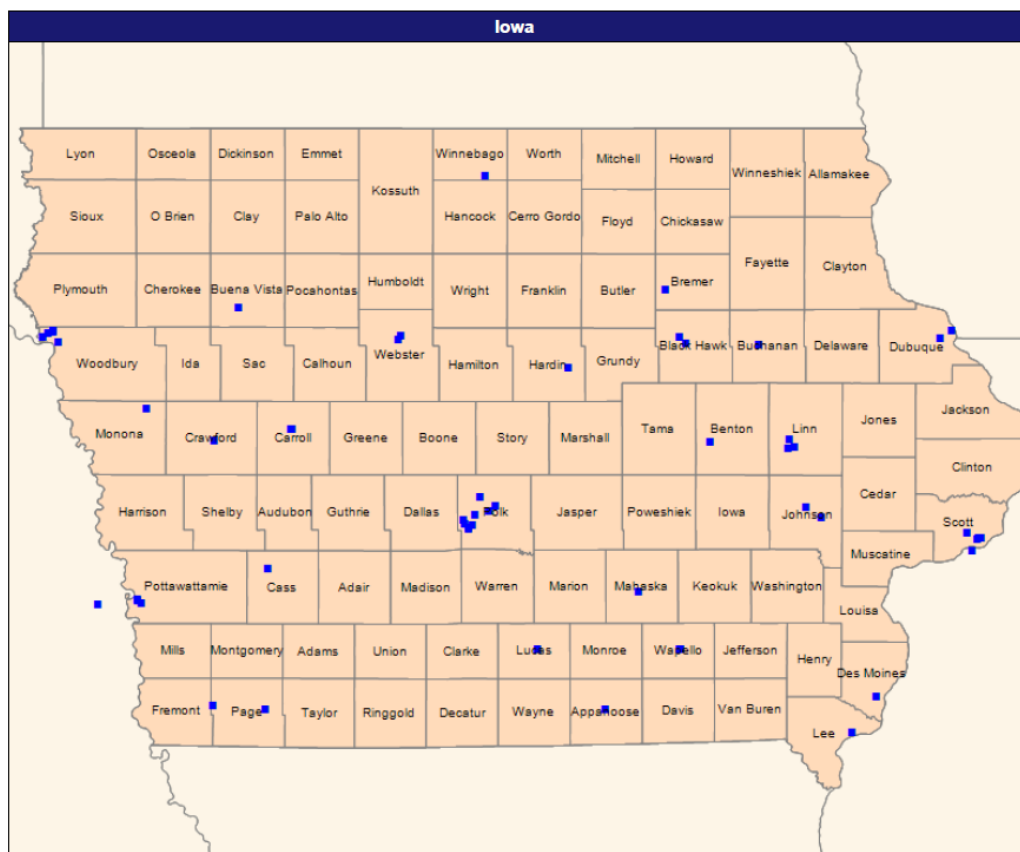 Iowa
Lyon
Osceola
Dickinson
Emmet
Kossuth
Winnebago
Worth
Mitchell
Howard
Winneshiek
Allamakee
Sioux
O Brien
Clay
Palo Alto
Hancock
Cerro Gordo
Floyd
Chickasaw
Fayette
Clayton
Plymouth
Cherokee
Buena Vista
Pocahontas
Humboldt
Wright
Franklin
Butler
Bremer
Woodbury
Ida
Sac
Calhoun
Webster
Hamilton
Hardin
Grundy
Black Hawk
Buchanan
Delaware
Dubuque
Monona
Crawford
Carroll
Greene
Boone
Story
Marshall
Tama
Benton
Linn
Jones
Jackson
Clinton
Harrison
Shelby
Audubon
Guthrie
Dallas
Polk
Jasper
Poweshiek
Iowa
Johnson
Cedar
Scott
Muscatine
Pottawattamie
Cass
Adair
Madison
Warren
Marion
Mahaska
Keokuk
Washington
Louisa
Mills
Montgomery
Adams
Union
Clarke
Lucas
Monroe
Wapello
Jefferson
Henry
Des Moines
Fremont
Page
Taylor
Ringgold
Decatur
Wayne
Appanoose
Davis
Van Buren
Lee